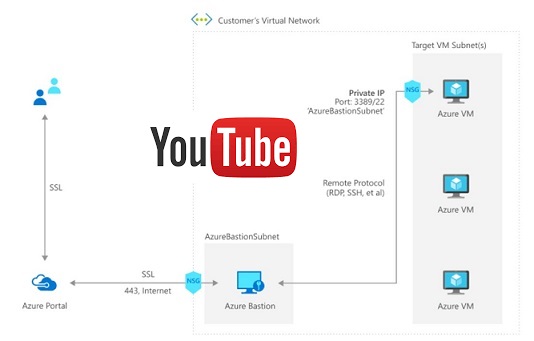 Customer's Virtual Network
Target VM Subnet(s)
Private IP
Port: 3389/22
'AzureBastionSubnet'
NSG
Azure VM
YouTube
SSL
Remote Protocol
(RDP, SSH, et al)
Azure VM
AzureBastionSubnet
SSL
NSG
443, Internet
Azure Portal
Azure Bastion
Azure VM